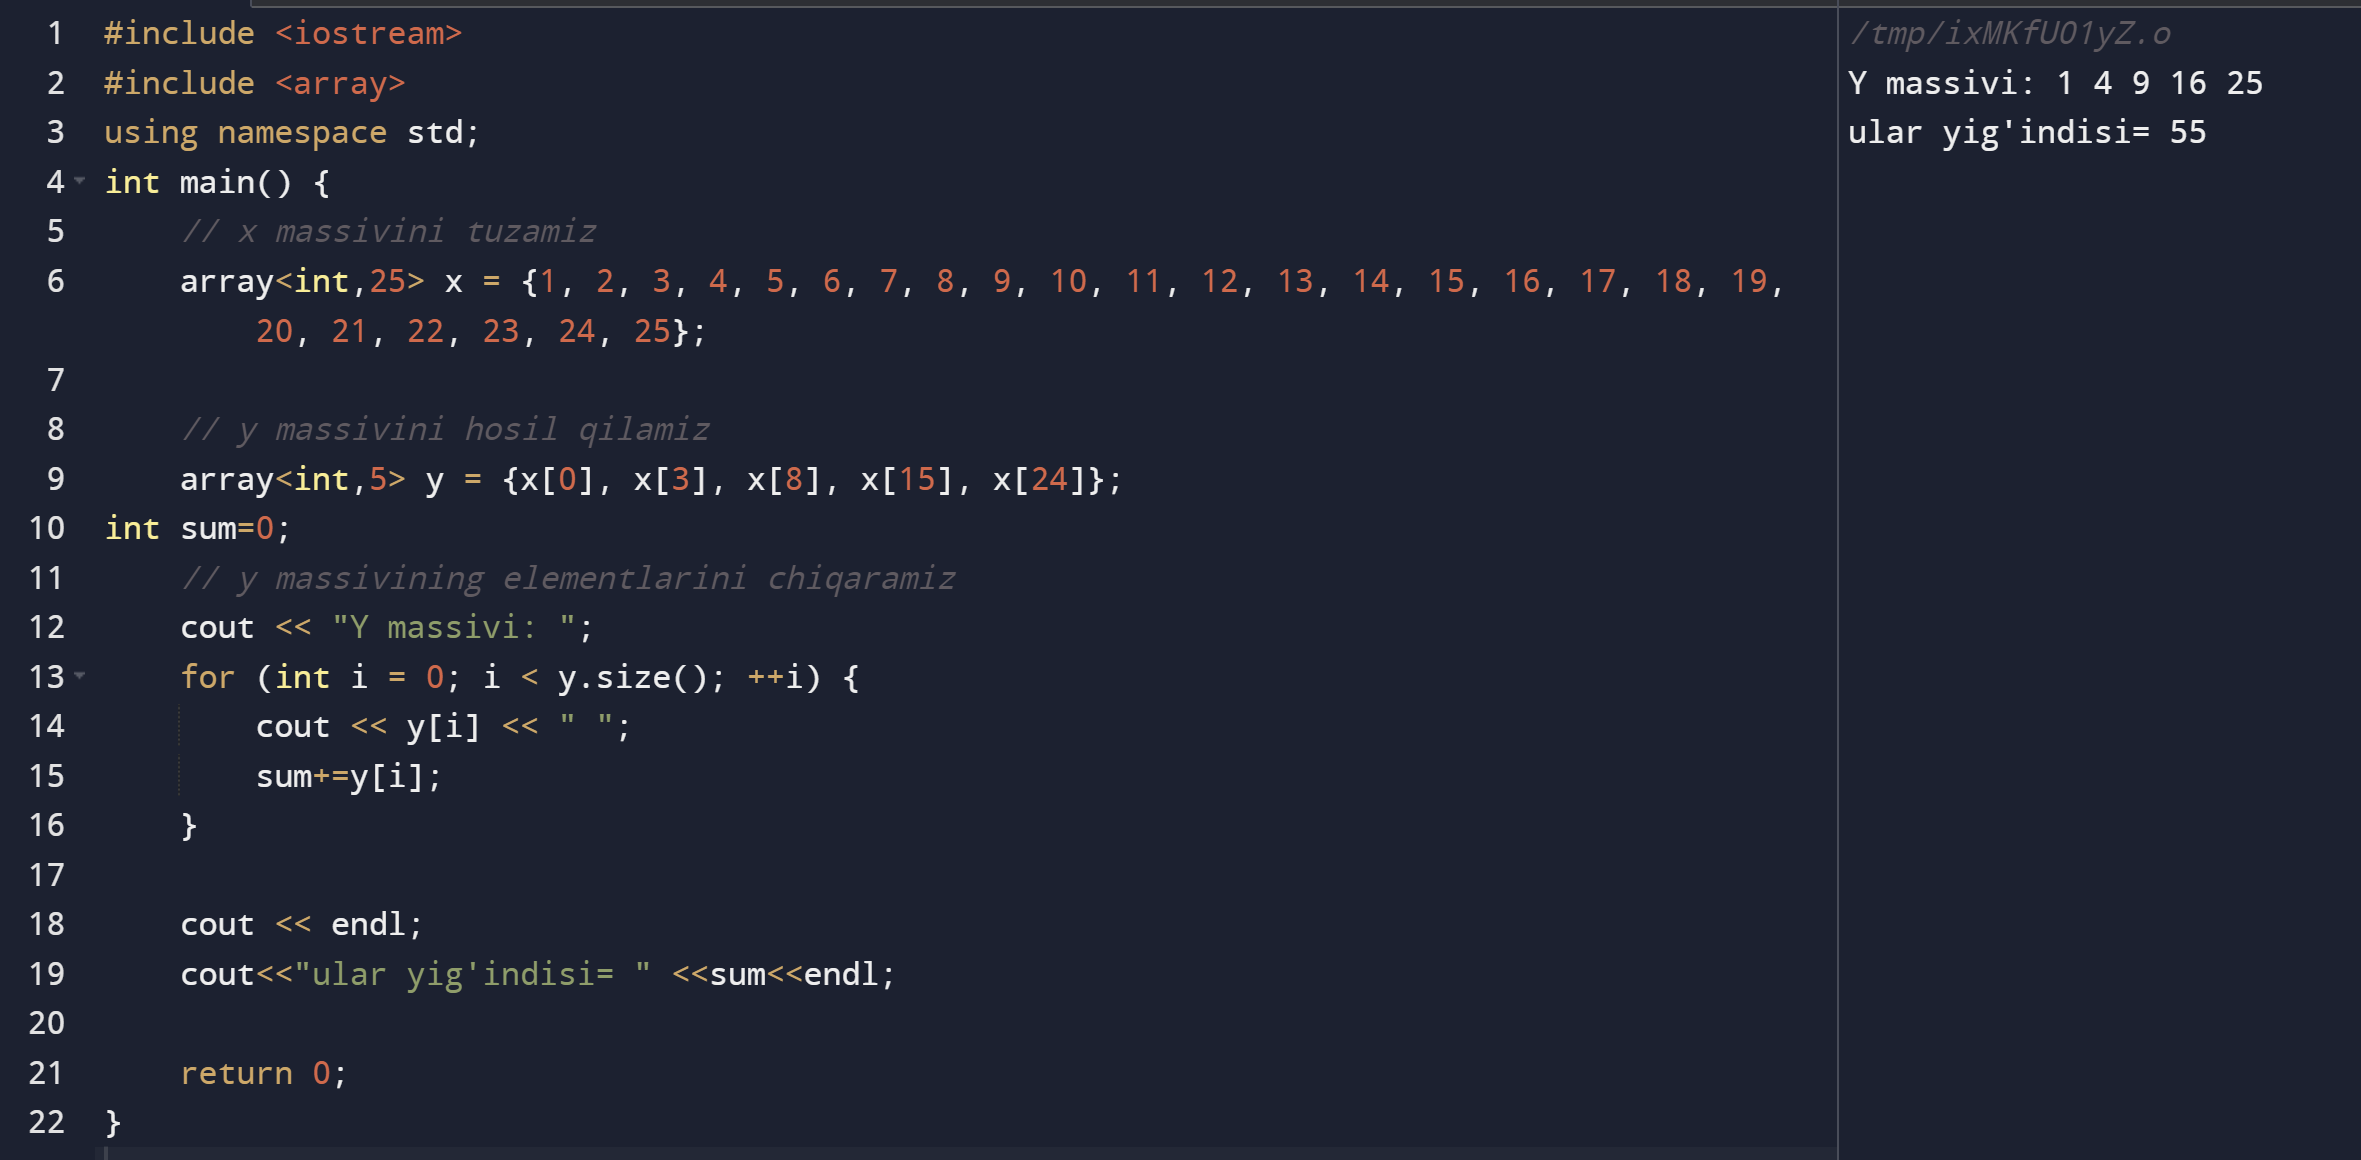 1 #include <iostream>
2 #include <array>
3 using namespace std;
4 int main() {
5 // x massivini tuzamiz
6 array<int,25> x = {1, 2, 3, 4, 5, 6, 7, 8, 9, 10, 11, 12, 13, 14, 15, 16, 17, 18, 19,
20, 21, 22, 23, 24, 25};
7
8 // y massivini hosil qilamiz
9 array<int,5> y = {x[0], x[3], x[8], x[15], x[24]};
10 int sum=0;
11 // y massivining elementlarini chiqaramiz
12 cout << "Y massivi: ";
13 for (int i = 0; i < y.size(); ++i) {
14 cout << y[i] << " ";
15 sum+=y[i];
16 }
17
18 cout << endl;
19 cout<<"ular yig'indisi= " <<sum<<endl;
20
21 return 0;
22 }
/tmp/ixMKfU01yZ.o
Y massivi: 1 4 9 16 25
ular yig'indisi= 55